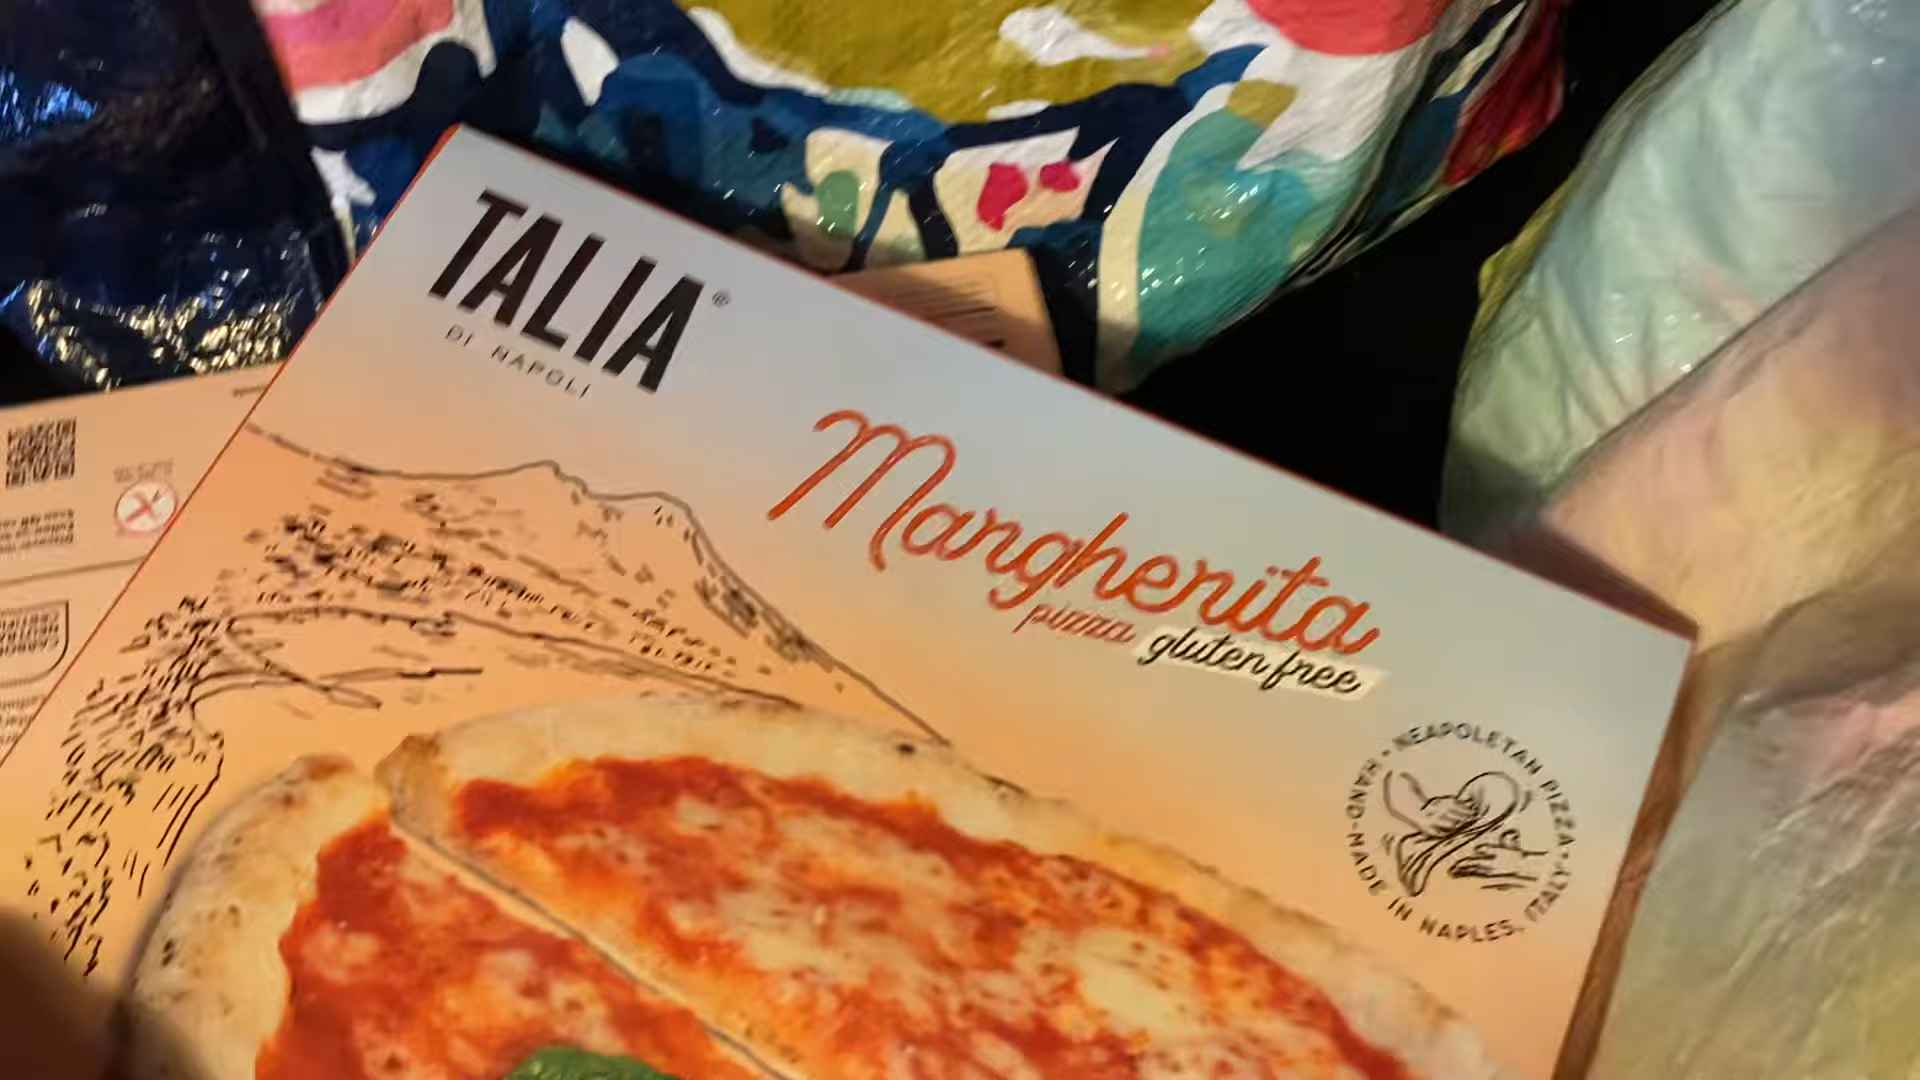 TALIA®
DI NAPOLI
Margherita
pizza gluten free
NEAPOLETAN PIZZA • HAND-MADE IN NAPLES, ITALY •